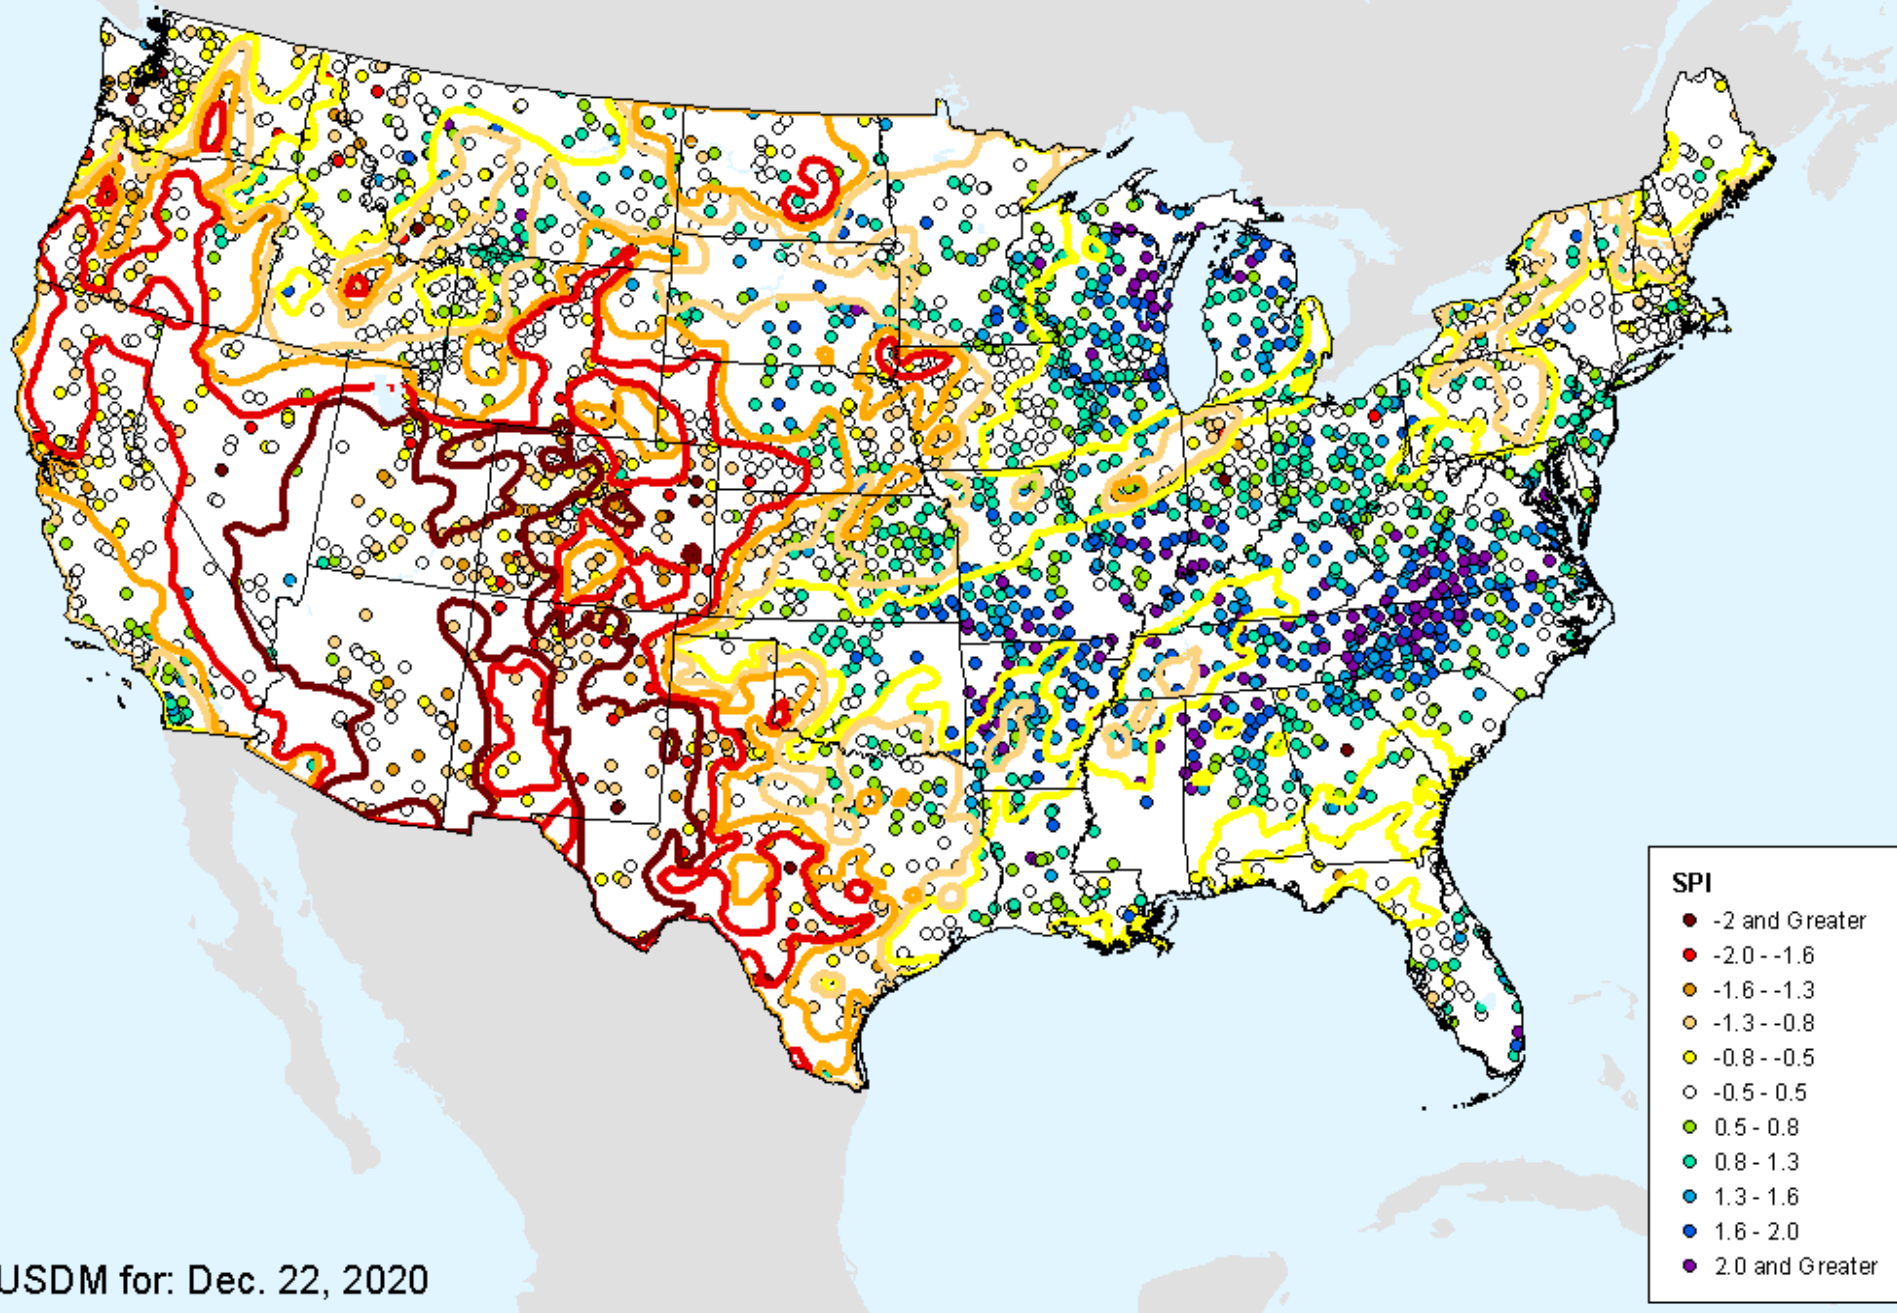 SPI
-2 and Greater
-2.0 - -1.6
-1.6 - -1.3
-1.3 - -0.8
-0.8 - -0.5
-0.5 - 0.5
0.5 - 0.8
0.8 - 1.3
1.3 - 1.6
1.6 - 2.0
2.0 and Greater
USDM for: Dec. 22, 2020